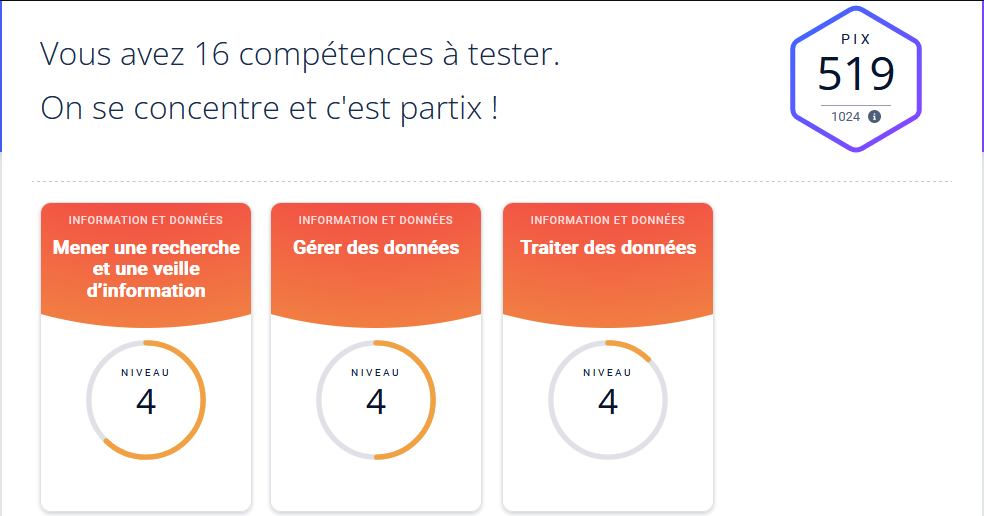 Vous avez 16 compétences à tester.
On se concentre et c'est partix !
PIX
519
1024
INFORMATION ET DONNÉES
Mener une recherche
et une veille
d'information
NIVEAU
4
INFORMATION ET DONNÉES
Gérer des données
NIVEAU
4
INFORMATION ET DONNÉES
Traiter des données
NIVEAU
4